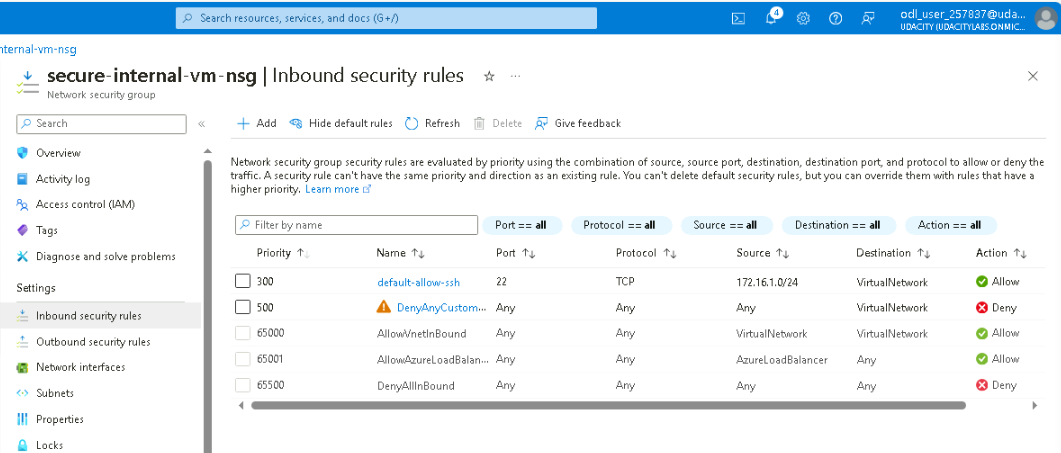 Search resources, services, and docs (G+/)
4
odl_user_257837@uda...
UDACITY (UDACITYLABS.ONMIC...
nternal-vm-nsg
secure-internal-vm-nsg | Inbound security rules
Network security group
Search
Add Hide default rules Refresh Delete Give feedback
Overview
Activity log
Access control (IAM)
Tags
Diagnose and solve problems
Settings
Inbound security rules
Outbound security rules
Network interfaces
Subnets
Properties
Locks
Network security group security rules are evaluated by priority using the combination of source, source port, destination, destination port, and protocol to allow or deny the
traffic. A security rule can't have the same priority and direction as an existing rule. You can't delete default security rules, but you can override them with rules that have a
higher priority. Learn more
Filter by name Port == all Protocol == all Source == all Destination == all Action == all
Priority Name Port Protocol Source Destination Action
300 default-allow-ssh 22 TCP 172.16.1.0/24 VirtualNetwork Allow
500 DenyAnyCustom... Any Any Any VirtualNetwork Deny
65000 AllowVnetInBound Any Any VirtualNetwork VirtualNetwork Allow
65001 AllowAzureLoadBalan... Any Any AzureLoadBalancer Any Allow
65500 DenyAllInBound Any Any Any Any Deny